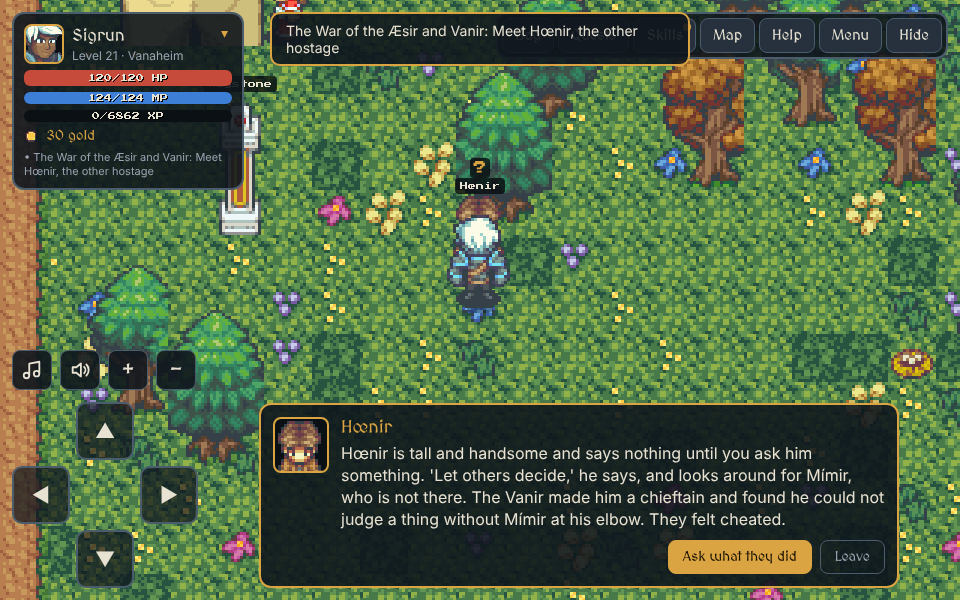 Sigrun
Level 21 · Vanaheim
120/120 HP
124/124 MP
0/6862 XP
30 gold
• The War of the Æsir and Vanir: Meet
Hœnir, the other hostage
The War of the Æsir and Vanir: Meet Hœnir, the other
hostage
Skills
Map
Help
Menu
Hide
tone
?
Hœnir
+
−
Hœnir
Hœnir is tall and handsome and says nothing until you ask him
something. 'Let others decide,' he says, and looks around for Mímir,
who is not there. The Vanir made him a chieftain and found he could not
judge a thing without Mímir at his elbow. They felt cheated.
Ask what they did
Leave